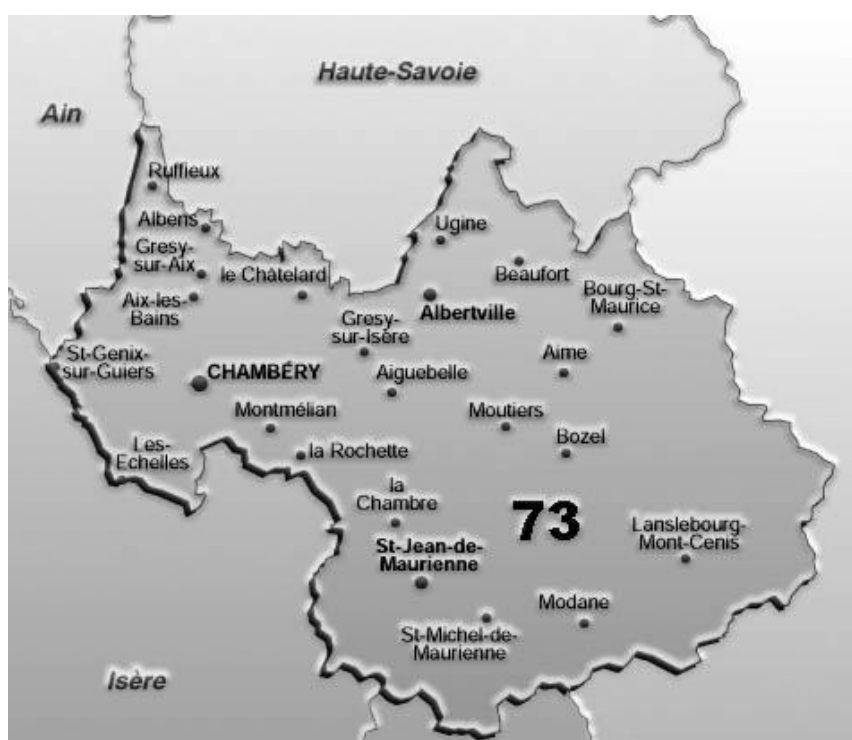 Haute-Savoie
Ain
Ruffieux
Albens
Ugine
Gresy-
sur-Aix
le Châtelard
Beaufort
Bourg-St-
Maurice
Aix-les-
Bains
Albertville
Gresy-
sur-Isère
St-Genix-
sur-Guiers
CHAMBÉRY
Aiguebelle
Aime
Montmélian
Moutiers
Bozel
Les-
Echelles
la Rochette
la
Chambre
73
Lanslebourg-
Mont-Cenis
St-Jean-de-
Maurienne
Modane
St-Michel-de-
Maurienne
Isère